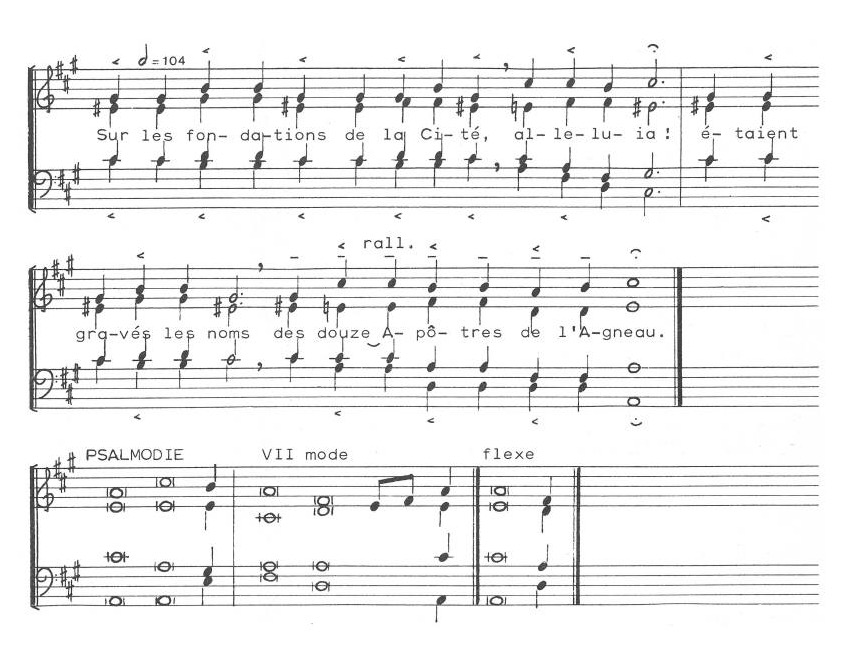 = 104
Sur les fon- da-tions de la Ci-té, al-le-lu- ia ! é- taient
rall.
gra-vés les noms des douze‿A- pô- tres de l'A-gneau.
PSALMODIE VII mode flexe